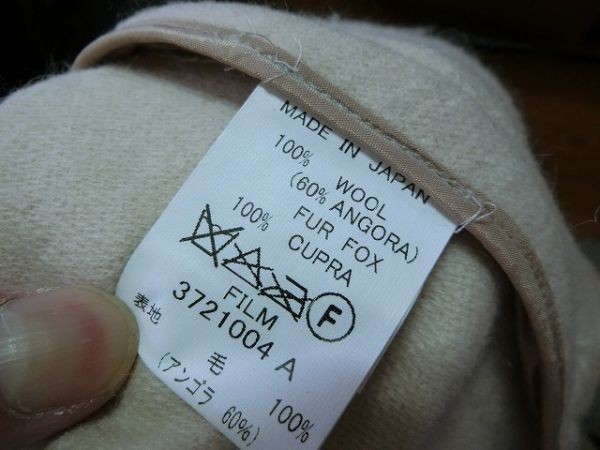 MADE IN JAPAN
100% WOOL
(60% ANGORA)
FUR FOX
100% CUPRA
F
FILM
3721004 A
表地 毛 100%
(アンゴラ 60%)